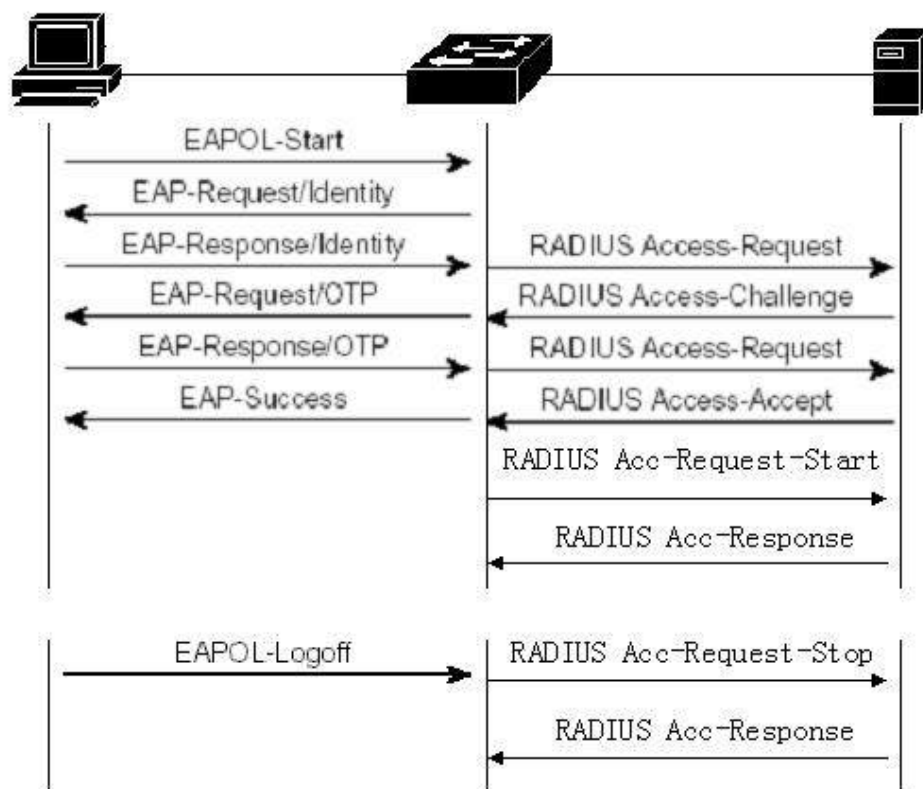 EAPOL-Start
EAP-Request/Identity
EAP-Response/Identity
RADIUS Access-Request
EAP-Request/OTP
RADIUS Access-Challenge
EAP-Response/OTP
RADIUS Access-Request
EAP-Success
RADIUS Access-Accept
RADIUS Acc-Request-Start
RADIUS Acc-Response
EAPOL-Logoff
RADIUS Acc-Request-Stop
RADIUS Acc-Response